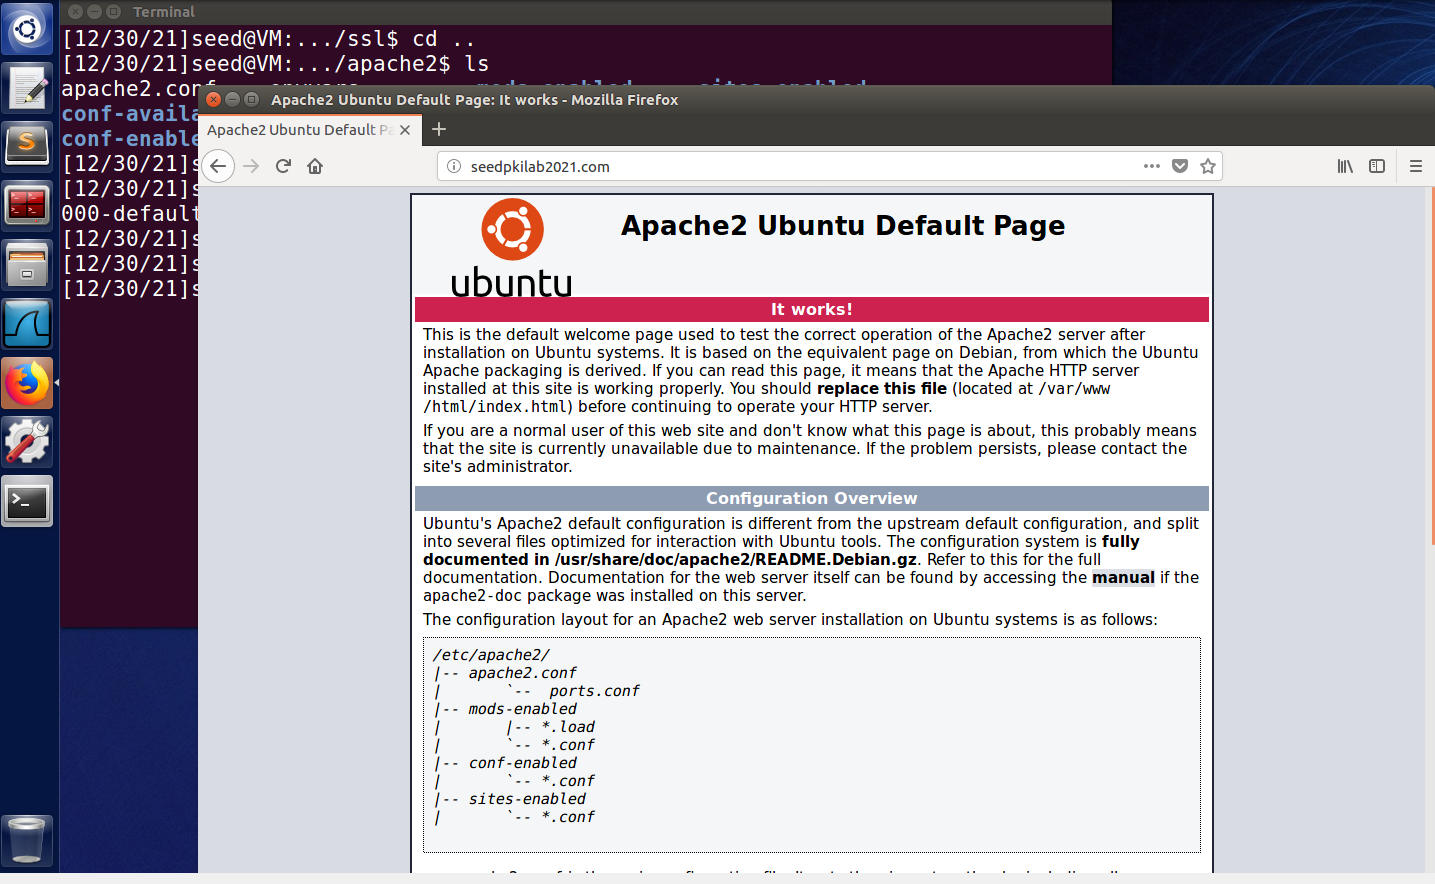 Terminal
[12/30/21]seed@VM:.../ssl$ cd ..
[12/30/21]seed@VM:.../apache2$ ls
apache2.conf
conf-availa
conf-enable
[12/30/21]s
[12/30/21]s
000-default
[12/30/21]s
[12/30/21]s
[12/30/21]s
Apache2 Ubuntu Default Page: It works - Mozilla Firefox
Apache2 Ubuntu Default Pa
seedpkilab2021.com
ubuntu
Apache2 Ubuntu Default Page
It works!
This is the default welcome page used to test the correct operation of the Apache2 server after
installation on Ubuntu systems. It is based on the equivalent page on Debian, from which the Ubuntu
Apache packaging is derived. If you can read this page, it means that the Apache HTTP server
installed at this site is working properly. You should replace this file (located at /var/www
/html/index.html) before continuing to operate your HTTP server.
If you are a normal user of this web site and don't know what this page is about, this probably means
that the site is currently unavailable due to maintenance. If the problem persists, please contact the
site's administrator.
Configuration Overview
Ubuntu's Apache2 default configuration is different from the upstream default configuration, and split
into several files optimized for interaction with Ubuntu tools. The configuration system is fully
documented in /usr/share/doc/apache2/README.Debian.gz. Refer to this for the full
documentation. Documentation for the web server itself can be found by accessing the manual if the
apache2-doc package was installed on this server.
The configuration layout for an Apache2 web server installation on Ubuntu systems is as follows:
/etc/apache2/
|-- apache2.conf
|       `--  ports.conf
|-- mods-enabled
|       |-- *.load
|       `-- *.conf
|-- conf-enabled
|       `-- *.conf
|-- sites-enabled
|       `-- *.conf